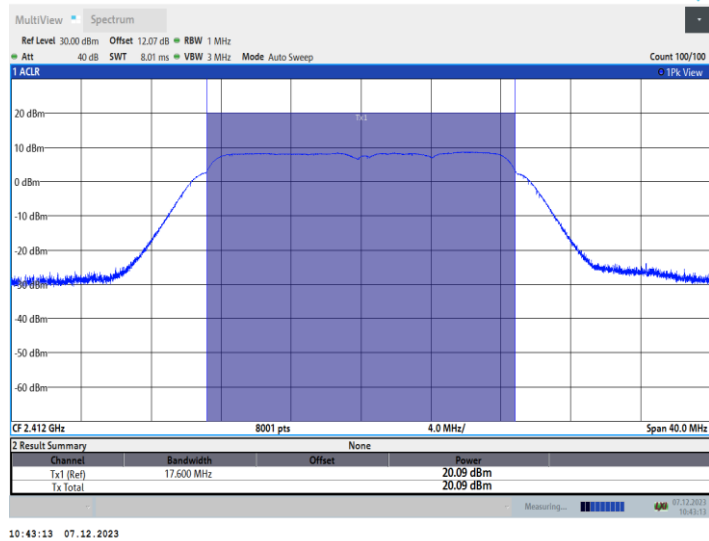 MultiView Spectrum
Ref Level 30.00 dBm Offset 12.07 dB RBW 1 MHz
Att 40 dB SWT 8.01 ms VBW 3 MHz Mode Auto Sweep Count 100/100
1 ACLR 1Pk View
Tx1
20 dBm
10 dBm
0 dBm
-10 dBm
-20 dBm
-30 dBm
-40 dBm
-50 dBm
-60 dBm
CF 2.412 GHz 8001 pts 4.0 MHz/ Span 40.0 MHz
2 Result Summary None
Channel Bandwidth Offset Power
Tx1 (Ref) 17.600 MHz 20.09 dBm
Tx Total 20.09 dBm
Measuring... 07.12.2023
10:43:13
10:43:13 07.12.2023